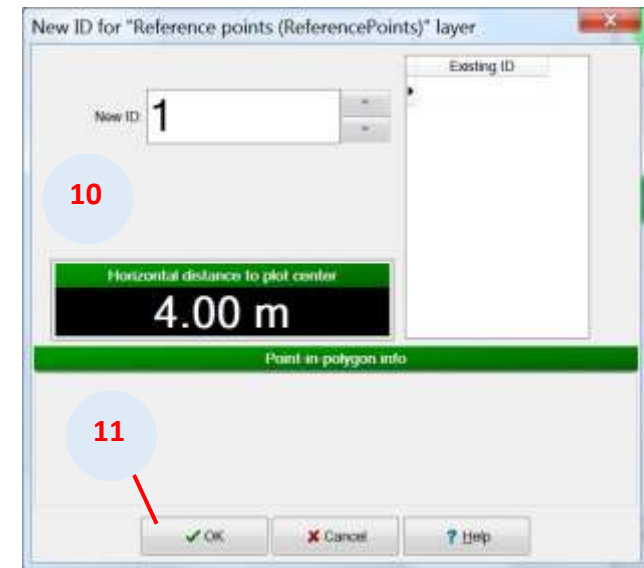 New ID for "Reference points (ReferencePoints)" layer
Existing ID
New ID: 1
10
Horizontal distance to plot center
4.00 m
Point-in-polygon info
11
OK Cancel Help